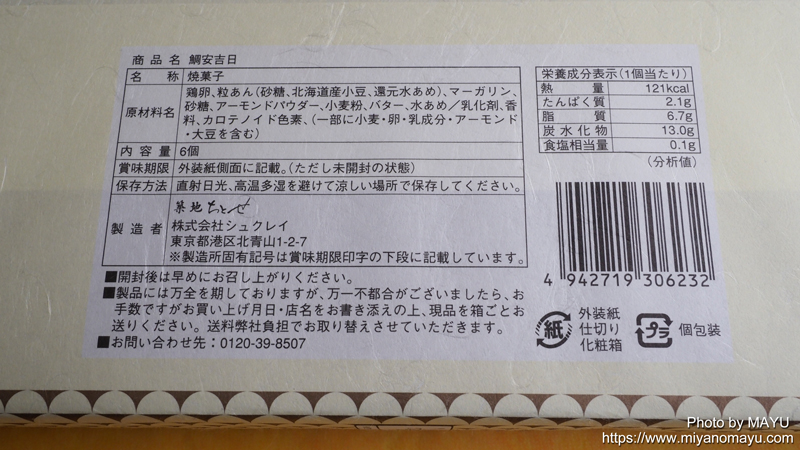 商品名 鯛安吉日
名称 焼菓子
原材料名 鶏卵、粒あん(砂糖、北海道産小豆、還元水あめ)、マーガリン、
砂糖、アーモンドパウダー、小麦粉、バター、水あめ/乳化剤、香
料、カロテノイド色素、(一部に小麦・卵・乳成分・アーモンド
・大豆を含む)
内容量 6個
賞味期限 外装紙側面に記載。(ただし未開封の状態)
保存方法 直射日光、高温多湿を避けて涼しい場所で保存してください。
築地ちとせ
製造者 株式会社シュクレイ
東京都港区北青山1-2-7
※製造所固有記号は賞味期限印字の下段に記載しています。
■開封後は早めにお召し上がりください。
■製品には万全を期しておりますが、万一不都合がございましたら、お
手数ですがお買い上げ月日・店名をお書き添えの上、現品を箱ごとお
送りください。送料弊社負担でお取り替えさせていただきます。
■お問い合わせ先:0120-39-8507
栄養成分表示(1個当たり)
熱量 121kcal
たんぱく質 2.1g
脂質 6.7g
炭水化物 13.0g
食塩相当量 0.1g
(分析値)
4 942719 306232
紙
外装紙
仕切り
化粧箱
プラ 個包装
Photo by MAYU
https://www.miyanomayu.com/